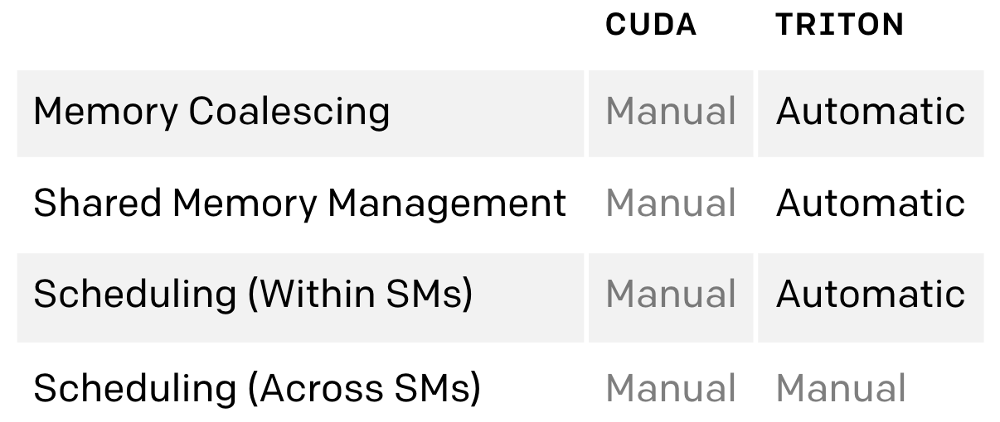 CUDA TRITON
Memory Coalescing Manual Automatic
Shared Memory Management Manual Automatic
Scheduling (Within SMs) Manual Automatic
Scheduling (Across SMs) Manual Manual